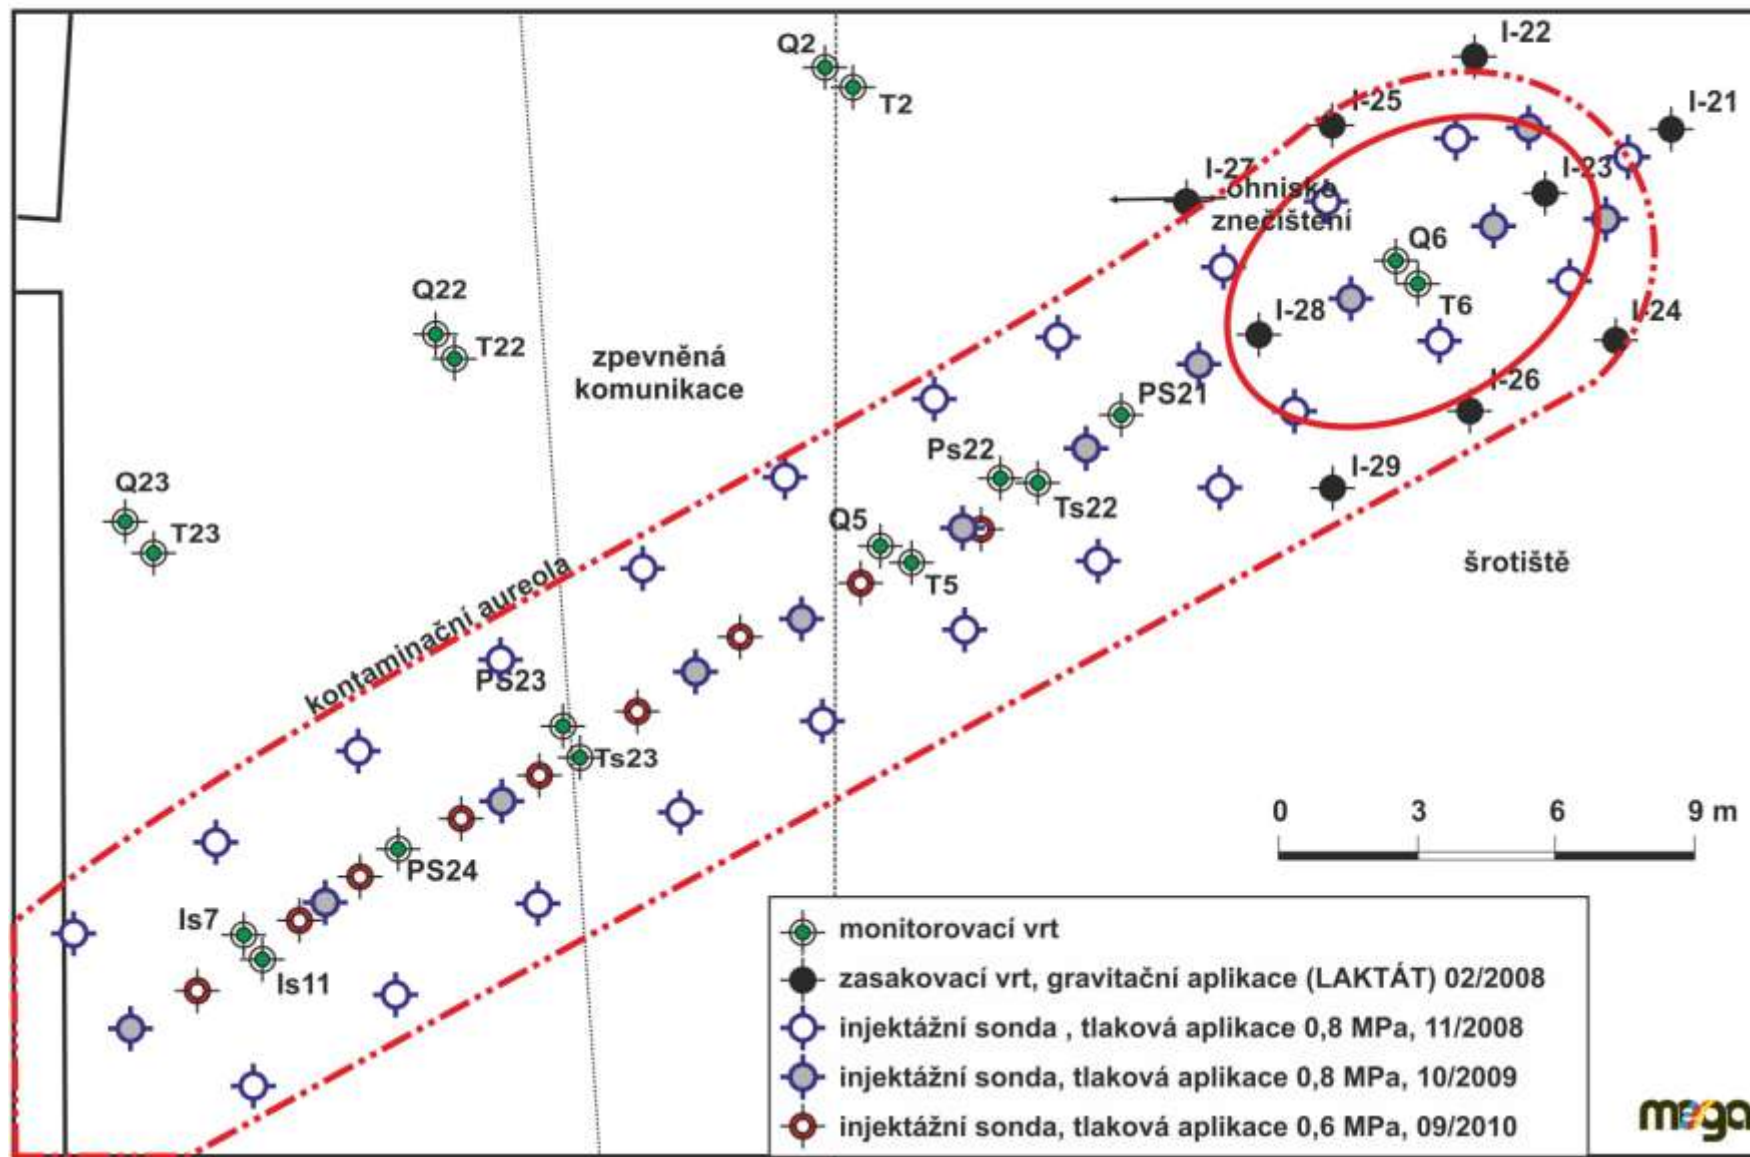 I-22
Q2
T2
I-25
I-21
I-27
I-23
ohnisko
znečištění
Q6
Q22
T22
T6
I-28
I-24
zpevněná
komunikace
PS21
I-26
Ps22
Ts22
I-29
Q23
T23
Q5
T5
šrotiště
kontaminační aureola
PS23
Ts23
PS24
0 3 6 9 m
Is7
Is11
monitorovací vrt
zasakovací vrt, gravitační aplikace (LAKTÁT) 02/2008
injektážní sonda , tlaková aplikace 0,8 MPa, 11/2008
injektážní sonda, tlaková aplikace 0,8 MPa, 10/2009
injektážní sonda, tlaková aplikace 0,6 MPa, 09/2010
mega